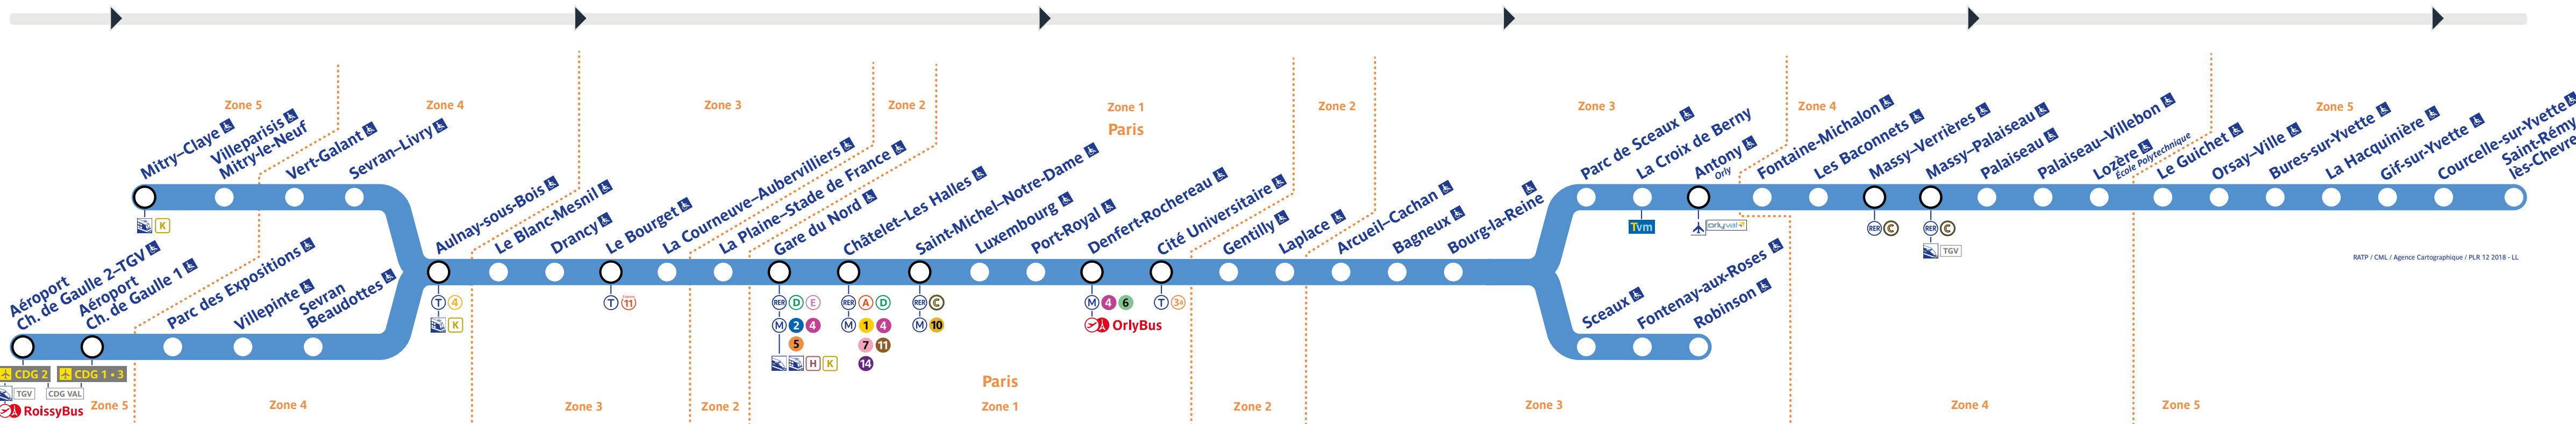 Zone 5
Zone 4
Zone 3
Zone 2
Zone 1
Paris
Zone 2
Zone 3
Zone 4
Zone 5
Mitry–Claye
Villeparisis
Mitry-le-Neuf
Vert-Galant
Sevran–Livry
K
Aéroport
Ch. de Gaulle 2–TGV
Aéroport
Ch. de Gaulle 1
Parc des Expositions
Villepinte
Sevran
Beaudottes
CDG 2
CDG 1 • 3
TGV
CDG VAL
RoissyBus
Aulnay-sous-Bois
T 4
K
Le Blanc-Mesnil
Drancy
Le Bourget
T 11
La Courneuve–Aubervilliers
La Plaine–Stade de France
Gare du Nord
RER D E
M 2 4
5
H K
Châtelet–Les Halles
RER A D
M 1 4
7 11
14
Saint-Michel–Notre-Dame
RER C
M 10
Luxembourg
Port-Royal
Denfert-Rochereau
M 4 6
OrlyBus
Cité Universitaire
T 3a
Gentilly
Laplace
Arcueil–Cachan
Bagneux
Bourg-la-Reine
Parc de Sceaux
La Croix de Berny
Tvm
Antony
Orly
orlyval
Fontaine-Michalon
Les Baconnets
Massy–Verrières
RER C
Massy–Palaiseau
RER C
TGV
Palaiseau
Palaiseau–Villebon
Lozère
École Polytechnique
Le Guichet
Orsay–Ville
Bures-sur-Yvette
La Hacquinière
Gif-sur-Yvette
Courcelle-sur-Yvette
Saint-Rémy
lès-Chevre
Sceaux
Fontenay-aux-Roses
Robinson
RATP / CML / Agence Cartographique / PLR 12 2018 - LL
Zone 5
Zone 4
Zone 3
Zone 2
Paris
Zone 1
Zone 2
Zone 3
Zone 4
Zone 5